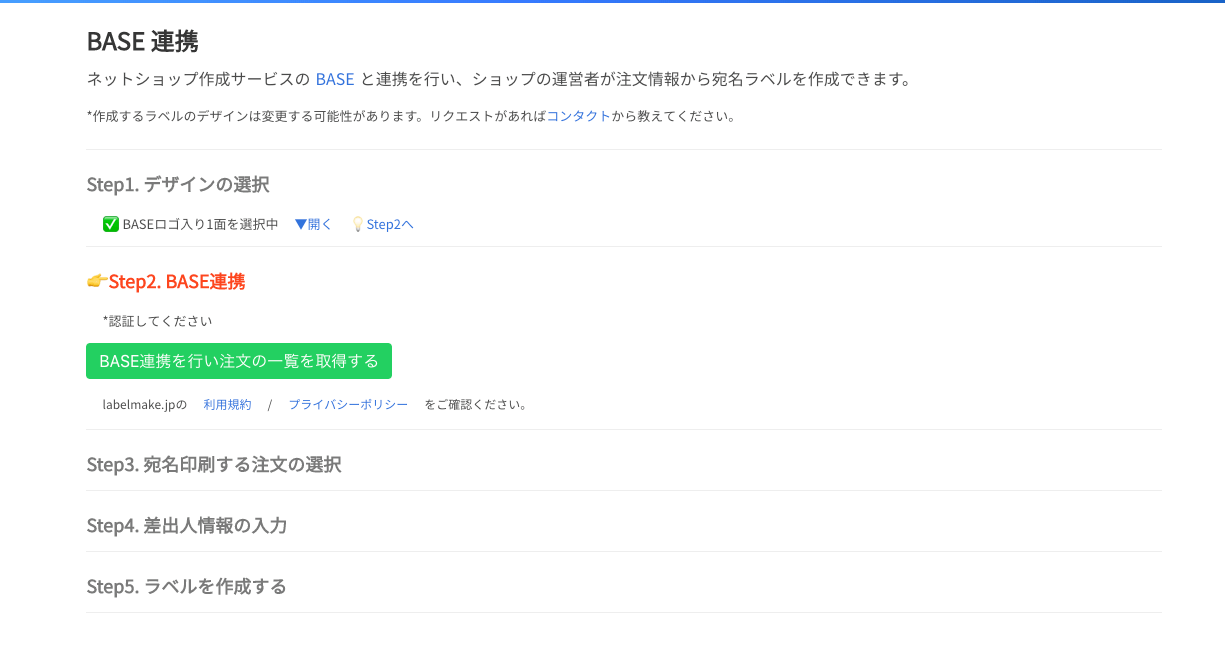 BASE 連携
ネットショップ作成サービスの BASE と連携を行い、ショップの運営者が注文情報から宛名ラベルを作成できます。
*作成するラベルのデザインは変更する可能性があります。リクエストがあればコンタクトから教えてください。
Step1. デザインの選択
✅ BASEロゴ入り1面を選択中 ▼開く 💡Step2へ
👉Step2. BASE連携
*認証してください
BASE連携を行い注文の一覧を取得する
labelmake.jpの 利用規約 / プライバシーポリシー をご確認ください。
Step3. 宛名印刷する注文の選択
Step4. 差出人情報の入力
Step5. ラベルを作成する